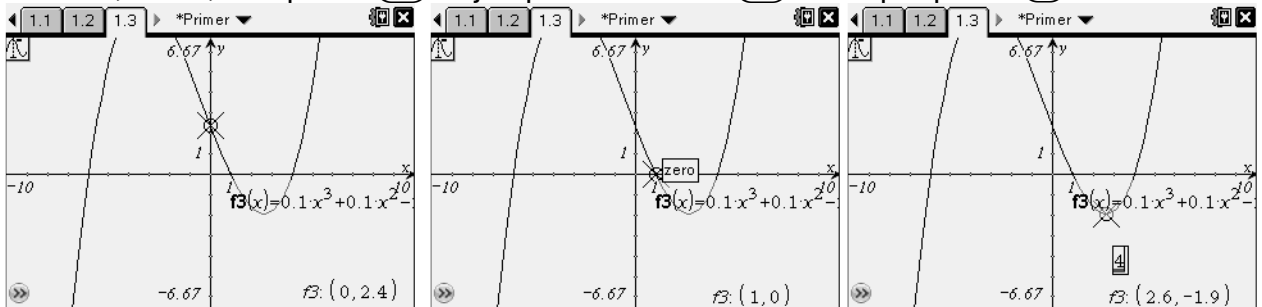 1.1 1.2 1.3 *Primer
6.67 y
1
x
-10 1 10
f3(x)=0.1·x³+0.1·x²-
-6.67
f3: (0,2.4)
1.1 1.2 1.3 *Primer
6.67 y
1
zero
x
-10 1 10
f3(x)=0.1·x³+0.1·x²-1
-6.67
f3: (1,0)
1.1 1.2 1.3 *Primer
6.67 y
1
x
-10 1 10
f3(x)=0.1·x³+0.1·x²-1
4
-6.67
f3: (2.6,-1.9)